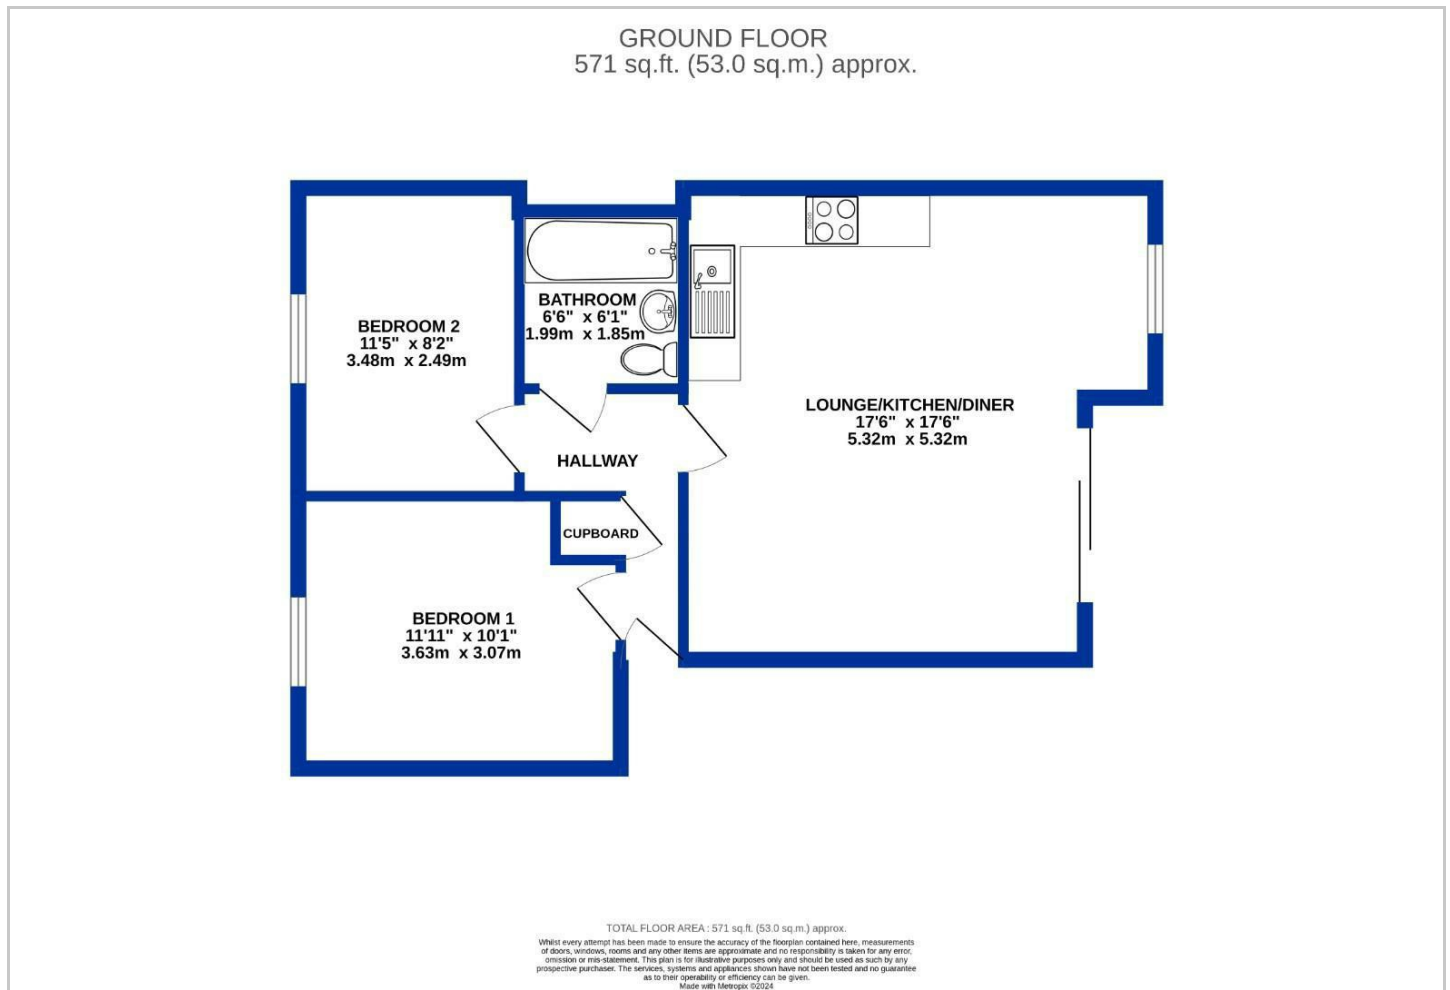 GROUND FLOOR
571 sq.ft. (53.0 sq.m.) approx.
BATHROOM
6'6" x 6'1"
1.99m x 1.85m
BEDROOM 2
11'5" x 8'2"
3.48m x 2.49m
LOUNGE/KITCHEN/DINER
17'6" x 17'6"
5.32m x 5.32m
HALLWAY
CUPBOARD
BEDROOM 1
11'11" x 10'1"
3.63m x 3.07m
TOTAL FLOOR AREA : 571 sq.ft. (53.0 sq.m.) approx.
Whilst every attempt has been made to ensure the accuracy of the floorplan contained here, measurements
of doors, windows, rooms and any other items are approximate and no responsibility is taken for any error,
omission or mis-statement. This plan is for illustrative purposes only and should be used as such by any
prospective purchaser. The services, systems and appliances shown have not been tested and no guarantee
as to their operability or efficiency can be given.
Made with Metropix ©2024